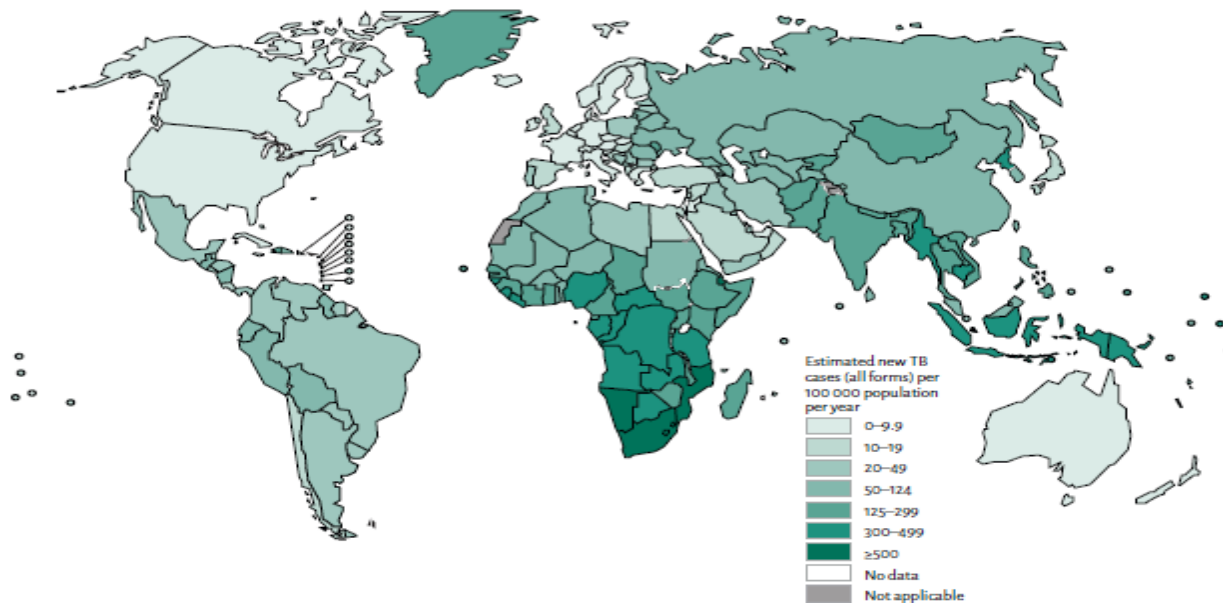 Estimated new TB
cases (all forms) per
100 000 population
per year
0–9.9
10–19
20–49
50–124
125–299
300–499
≥500
No data
Not applicable